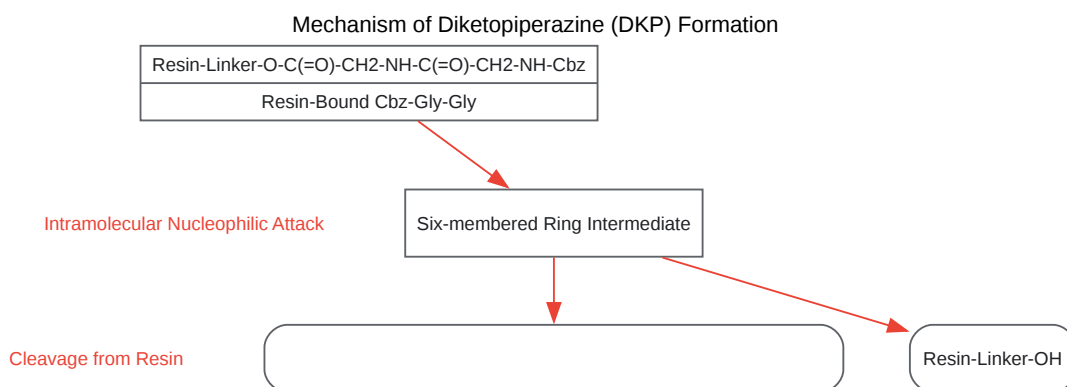 Mechanism of Diketopiperazine (DKP) Formation
Resin-Linker-O-C(=O)-CH2-NH-C(=O)-CH2-NH-Cbz
Resin-Bound Cbz-Gly-Gly
Intramolecular Nucleophilic Attack
Six-membered Ring Intermediate
Cleavage from Resin
Resin-Linker-OH